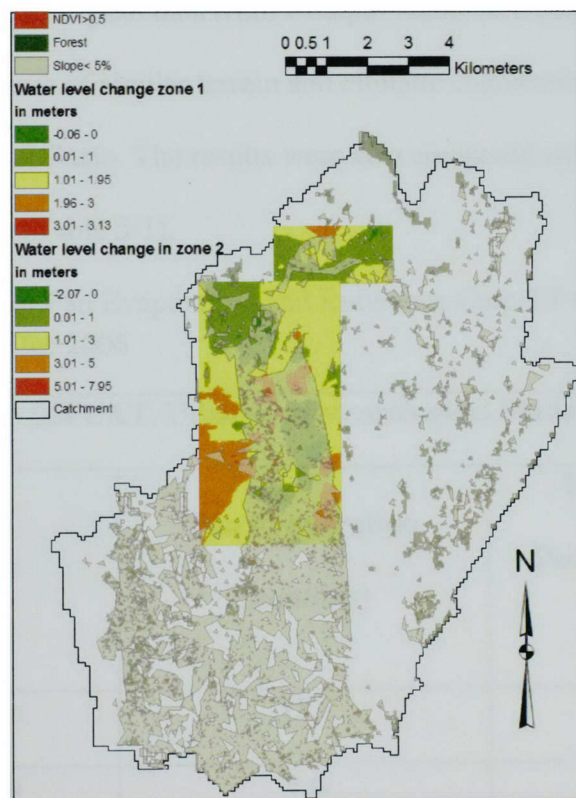 NDVI>0.5
Forest
Slope< 5%
Water level change zone 1
in meters
-0.06 - 0
0.01 - 1
1.01 - 1.95
1.96 - 3
3.01 - 3.13
Water level change in zone 2
in meters
-2.07 - 0
0.01 - 1
1.01 - 3
3.01 - 5
5.01 - 7.95
Catchment
0 0.5 1 2 3 4
Kilometers
N